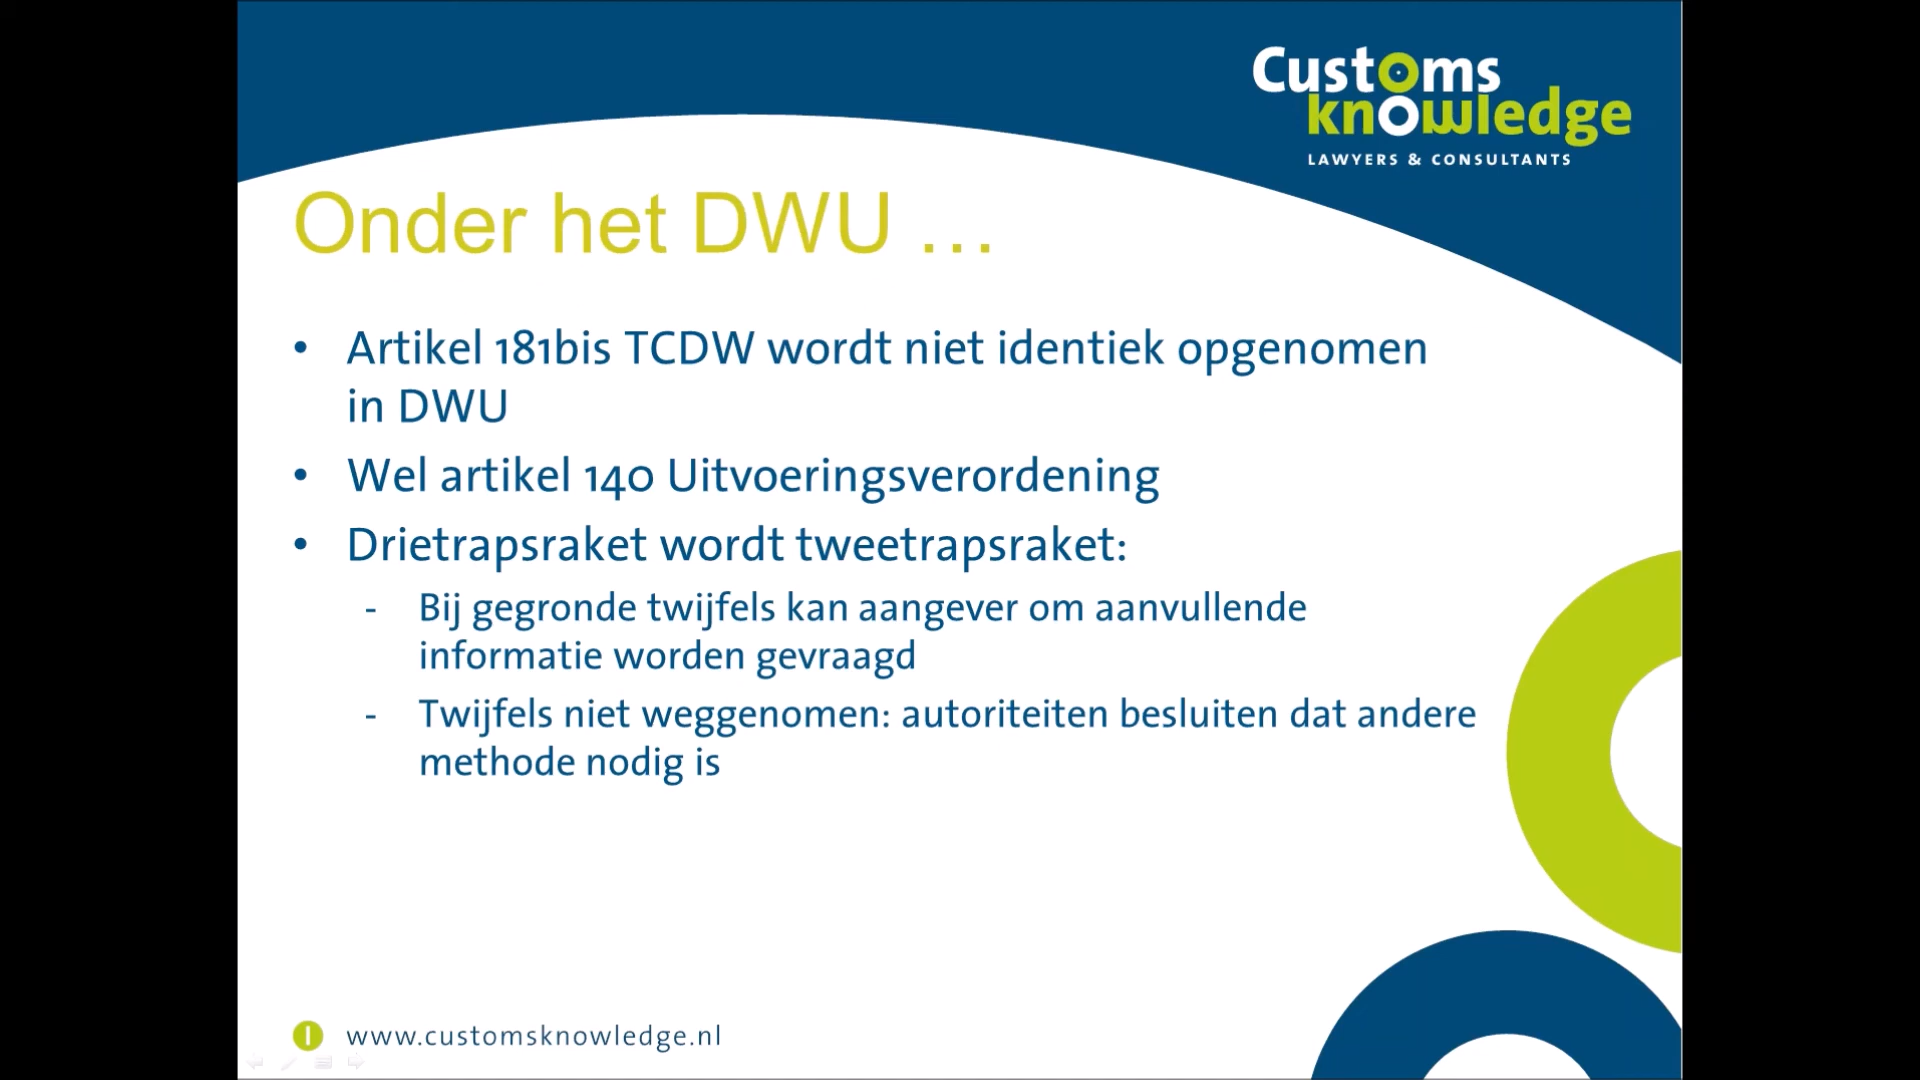 Customs
knowledge
LAWYERS & CONSULTANTS
Onder het DWU ...
• Artikel 181bis TCDW wordt niet identiek opgenomen
in DWU
• Wel artikel 140 Uitvoeringsverordening
• Drietrapsraket wordt tweetrapsraket:
- Bij gegronde twijfels kan aangever om aanvullende
informatie worden gevraagd
- Twijfels niet weggenomen: autoriteiten besluiten dat andere
methode nodig is
www.customsknowledge.nl